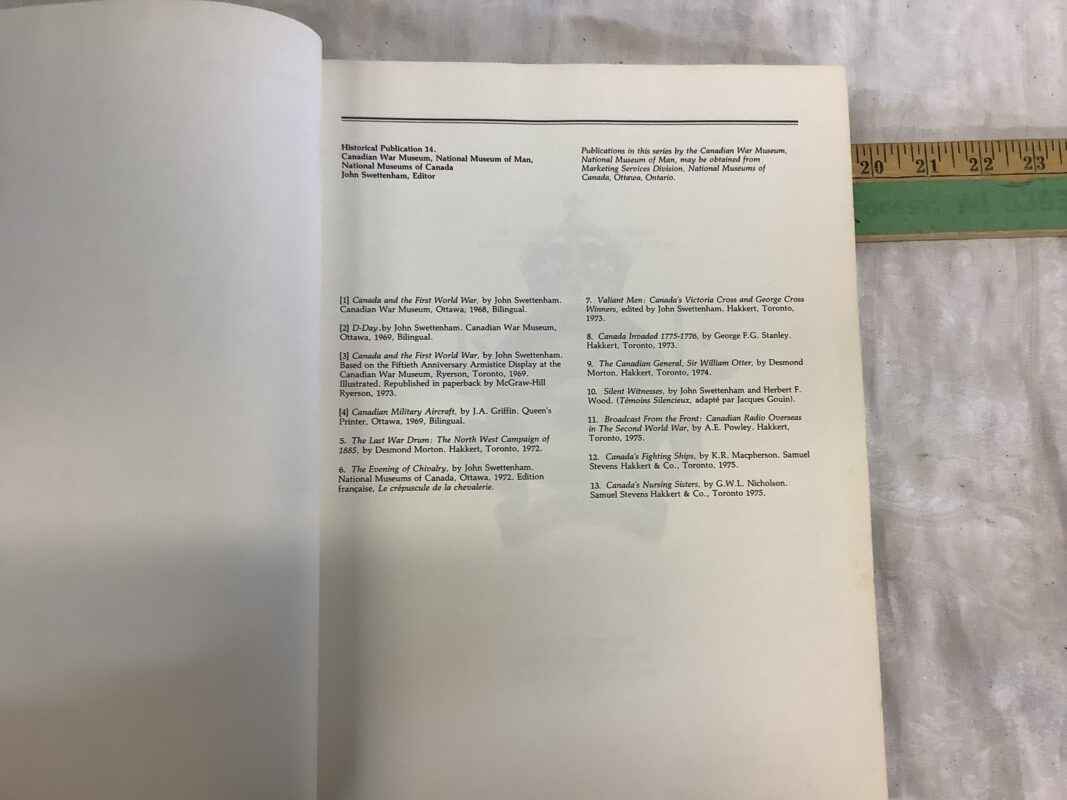 Historical Publication 14.
Canadian War Museum, National Museum of Man,
National Museums of Canada
John Swettenham, Editor
Publications in this series by the Canadian War Museum,
National Museum of Man, may be obtained from
Marketing Services Division, National Museums of
Canada, Ottawa, Ontario.
[1] Canada and the First World War, by John Swettenham.
Canadian War Museum, Ottawa, 1968, Bilingual.
[2] D-Day, by John Swettenham. Canadian War Museum,
Ottawa, 1969, Bilingual.
[3] Canada and the First World War, by John Swettenham.
Based on the Fiftieth Anniversary Armistice Display at the
Canadian War Museum, Ryerson, Toronto, 1969.
Illustrated. Republished in paperback by McGraw-Hill
Ryerson, 1973.
[4] Canadian Military Aircraft, by J.A. Griffin. Queen's
Printer, Ottawa, 1969, Bilingual.
5. The Last War Drum: The North West Campaign of
1885, by Desmond Morton. Hakkert, Toronto, 1972.
6. The Evening of Chivalry, by John Swettenham.
National Museums of Canada, Ottawa, 1972. Edition
française, Le crépuscule de la chevalerie.
7. Valiant Men: Canada's Victoria Cross and George Cross
Winners, edited by John Swettenham. Hakkert, Toronto,
1973.
8. Canada Invaded 1775-1776, by George F.G. Stanley.
Hakkert, Toronto, 1973.
9. The Canadian General, Sir William Otter, by Desmond
Morton. Hakkert, Toronto, 1974.
10. Silent Witnesses, by John Swettenham and Herbert F.
Wood. (Témoins Silencieux, adapté par Jacques Gouin).
11. Broadcast From the Front: Canadian Radio Overseas
in The Second World War, by A.E. Powley. Hakkert,
Toronto, 1975.
12. Canada's Fighting Ships, by K.R. Macpherson. Samuel
Stevens Hakkert & Co., Toronto, 1975.
13. Canada's Nursing Sisters, by G.W.L. Nicholson.
Samuel Stevens Hakkert & Co., Toronto 1975.
20 21 22 23